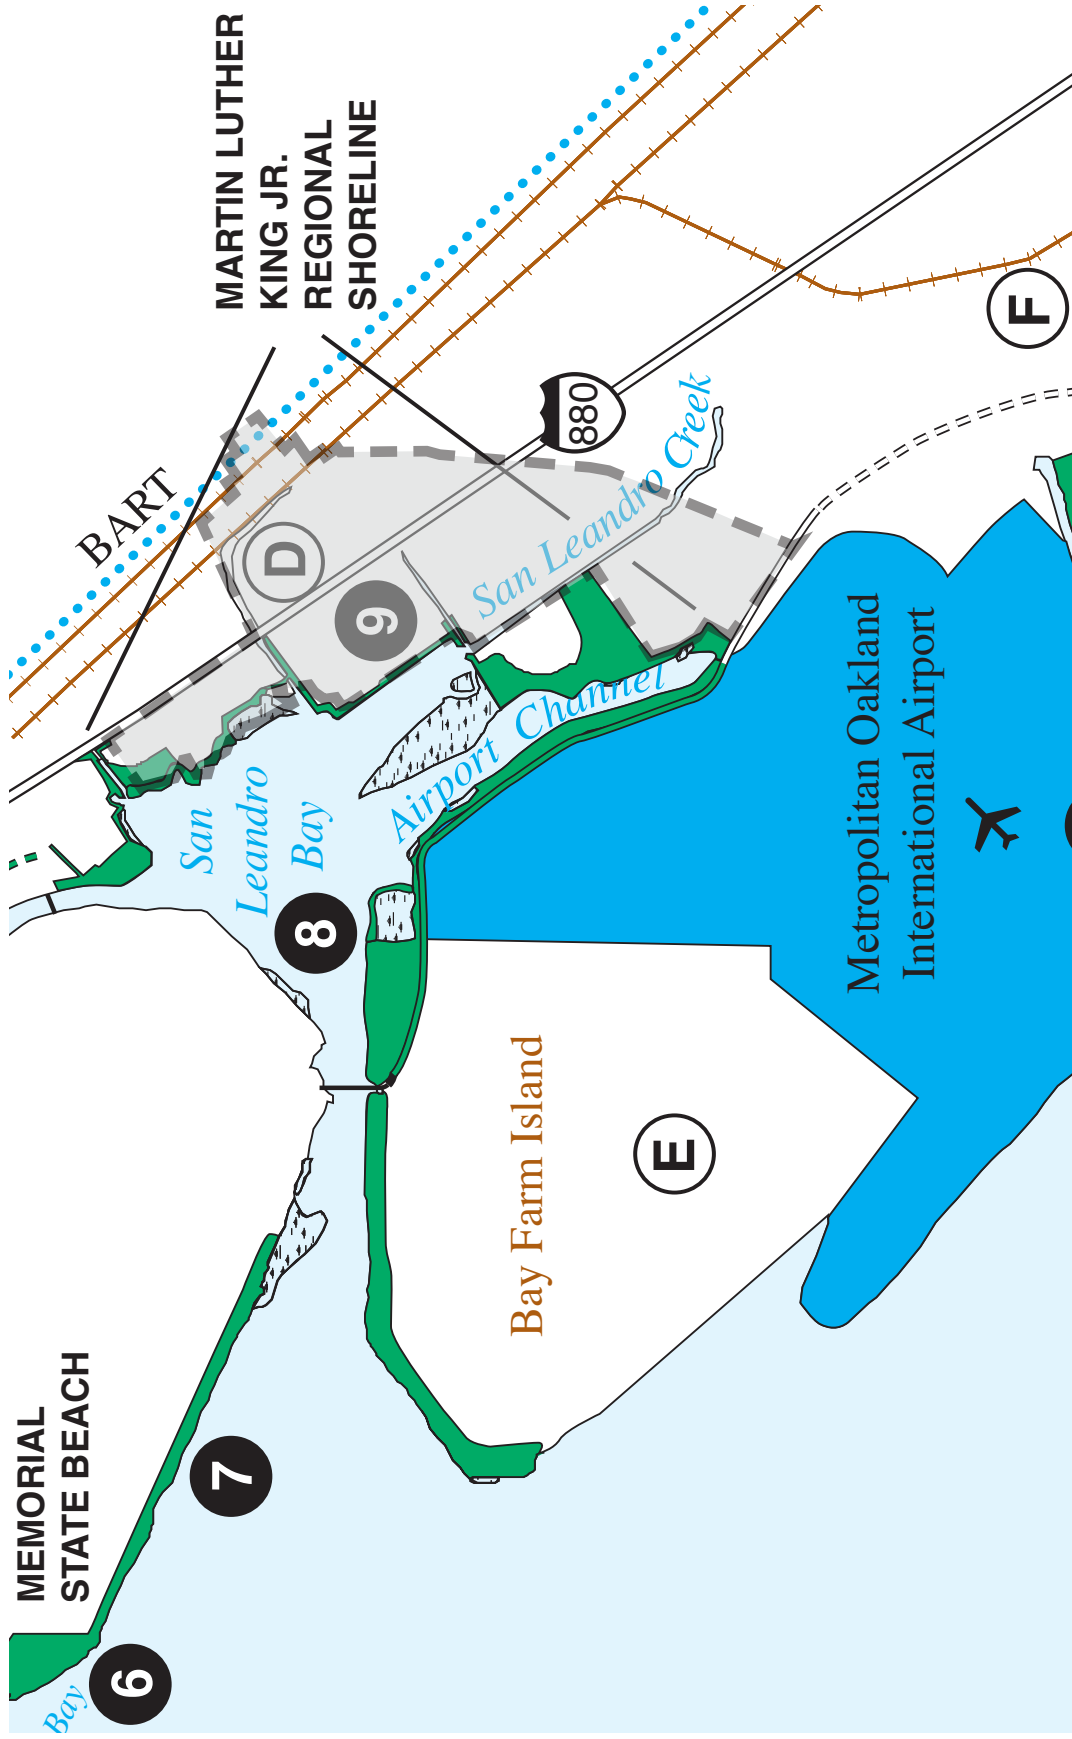 MARTIN LUTHER
KING JR.
REGIONAL
SHORELINE
BART
D
9
880
San Leandro Creek
F
San
Leandro
Bay
Airport Channel
8
Metropolitan Oakland
International Airport
Bay Farm Island
E
MEMORIAL
STATE BEACH
7
6
Bay